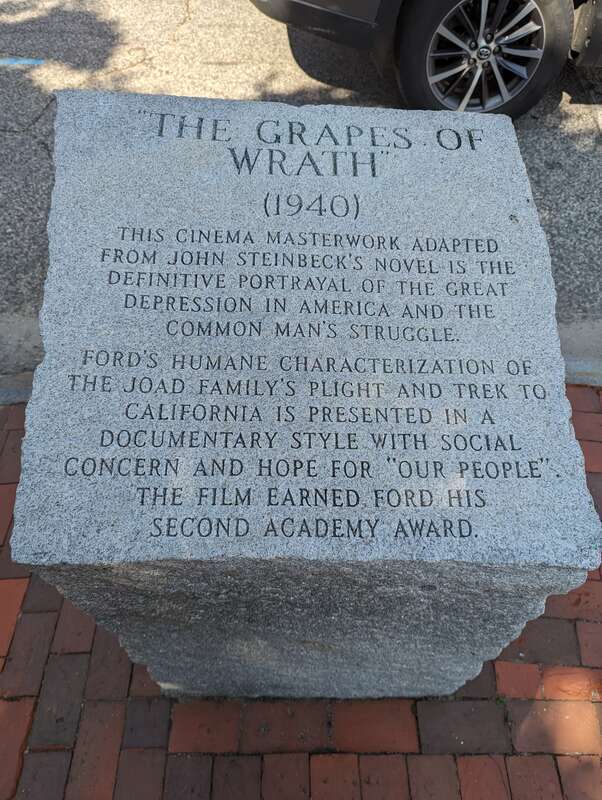 "THE GRAPES OF
WRATH"
(1940)
THIS CINEMA MASTERWORK ADAPTED
FROM JOHN STEINBECK'S NOVEL IS THE
DEFINITIVE PORTRAYAL OF THE GREAT
DEPRESSION IN AMERICA AND THE
COMMON MAN'S STRUGGLE.
FORD'S HUMANE CHARACTERIZATION OF
THE JOAD FAMILY'S PLIGHT AND TREK TO
CALIFORNIA IS PRESENTED IN A
DOCUMENTARY STYLE WITH SOCIAL
CONCERN AND HOPE FOR "OUR PEOPLE".
THE FILM EARNED FORD HIS
SECOND ACADEMY AWARD.